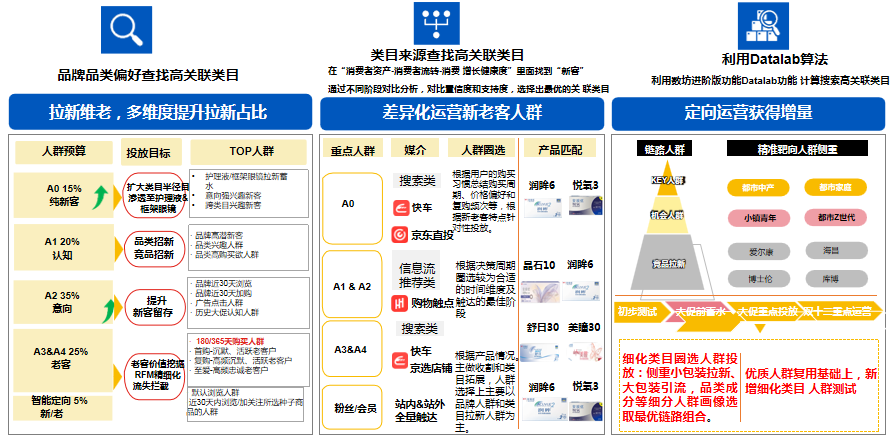 品牌品类偏好查找高关联类目
拉新维老，多维度提升拉新占比
人群预算
投放目标
TOP人群
A0 15%
纯新客
扩大类目半径目
渗透至护理液&
框架眼镜
• 护理液/框架眼镜拉新蓄
水
• 意向强兴趣新客
• 跨类目兴趣新客
A1 20%
认知
品类招新
竞品招新
· 品牌高潜新客
· 品类兴趣人群
· 品类高购买欲人群
A2 35%
意向
提升
新客留存
· 品牌近30天浏览
· 品牌近30天加购
· 广告点击人群
· 历史大促认知人群
A3&A4 25%
老客
老客价值挖掘
RFM精细化
流失拦截
· 180/365天购买人群
· 首购-沉默、活跃老客户
· 复购-高频沉默、活跃老客户
· 至爱-高频忠诚老客户
智能定向 5%
新/老
默认浏览人群
近30天内浏览/加关注所选种子商
品的人群
类目来源查找高关联类目
在“消费者资产-消费者流转-消费 增长健康度”里面找到“新客”
通过不同阶段对比分析，对比置信度和支持度，选择出最优的关 联类目
差异化运营新老客人群
重点人群
媒介
人群圈选
产品匹配
A0
搜索类
快车
京东直投
根据用户的购买
习惯总结购买周
期、价格偏好和
复购频次等，根
据新老客特点针
对性投放。
润眸6 悦氧3
A1 & A2
信息流
推荐类
购物触点
根据决策周期
圈选较为合适
的时间维度及
触达的最佳阶
段
晶石10 润眸6
A3&A4
搜索类
快车
京选店铺
根据产品情况，
主做收割和类
目拓展，人群
选择上主要以
品牌人群和类
目拉新人群为
主。
舒日30 美瞳30
粉丝/会员
站内&站外
全量触达
润眸6 悦氧3
利用Datalab算法
利用数坊进阶版功能Datalab功能 计算搜索高关联类目
定向运营获得增量
链路人群
精准靶向人群侧重
KEY人群
机会人群
竞品拉新
都市中产
都市家庭
小镇青年
都市Z世代
爱尔康
海昌
博士伦
库博
初步测试
大促前蓄水
大促重点投放
双十三重点运营
细化类目圈选人群投
放：侧重小包装拉新、
大包装引流，品类成
分等细分人群画像选
取最优链路组合。
优质人群复用基础上，新
增细化类目 人群测试